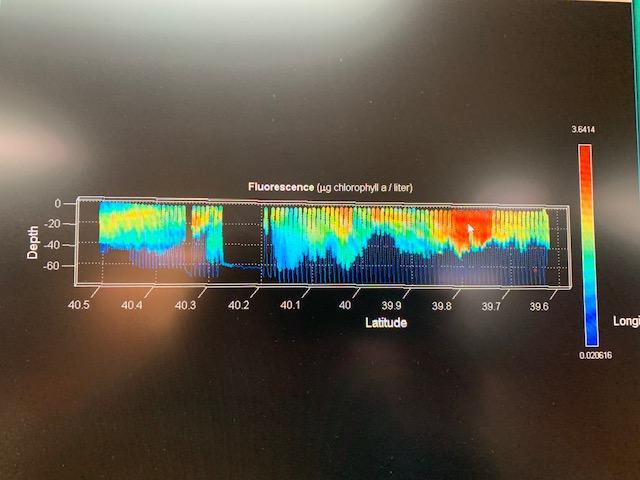 Fluorescence (µg chlorophyll a / liter)
3.6414
0
-20
-40
-60
Depth
40.5 40.4 40.3 40.2 40.1 40 39.9 39.8 39.7 39.6
Latitude
Longi
0.020616